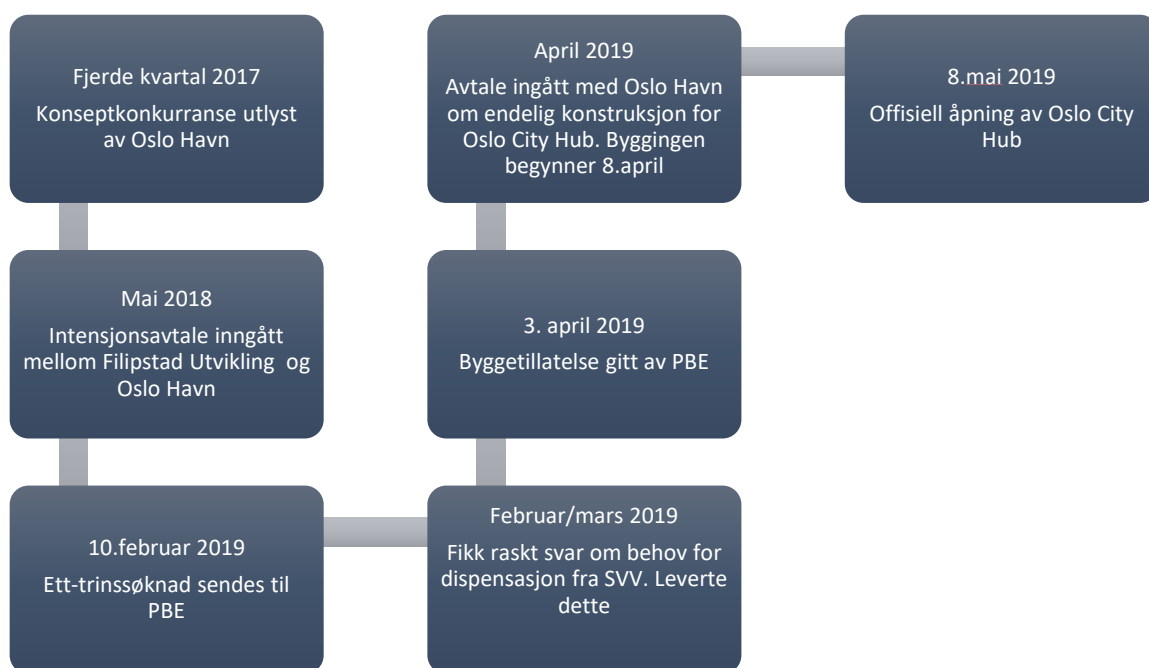 Fjerde kvartal 2017
Konseptkonkurranse utlyst
av Oslo Havn
Mai 2018
Intensjonsavtale inngått
mellom Filipstad Utvikling  og
Oslo Havn
10.februar 2019
Ett-trinssøknad sendes til
PBE
Februar/mars 2019
Fikk raskt svar om behov for
dispensasjon fra SVV. Leverte
dette
3. april 2019
Byggetillatelse gitt av PBE
April 2019
Avtale ingått med Oslo Havn
om endelig konstruksjon for
Oslo City Hub. Byggingen
begynner 8.april
8.mai 2019
Offisiell åpning av Oslo City
Hub